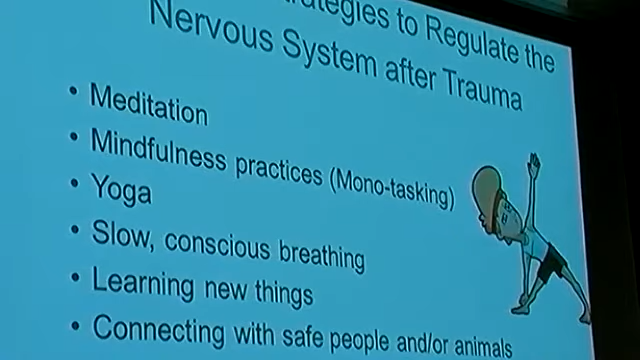 to Regulate the
Nervous System after Trauma
• Meditation
• Mindfulness practices (Mono-tasking)
• Yoga
• Slow, conscious breathing
• Learning new things
• Connecting with safe people and/or animals